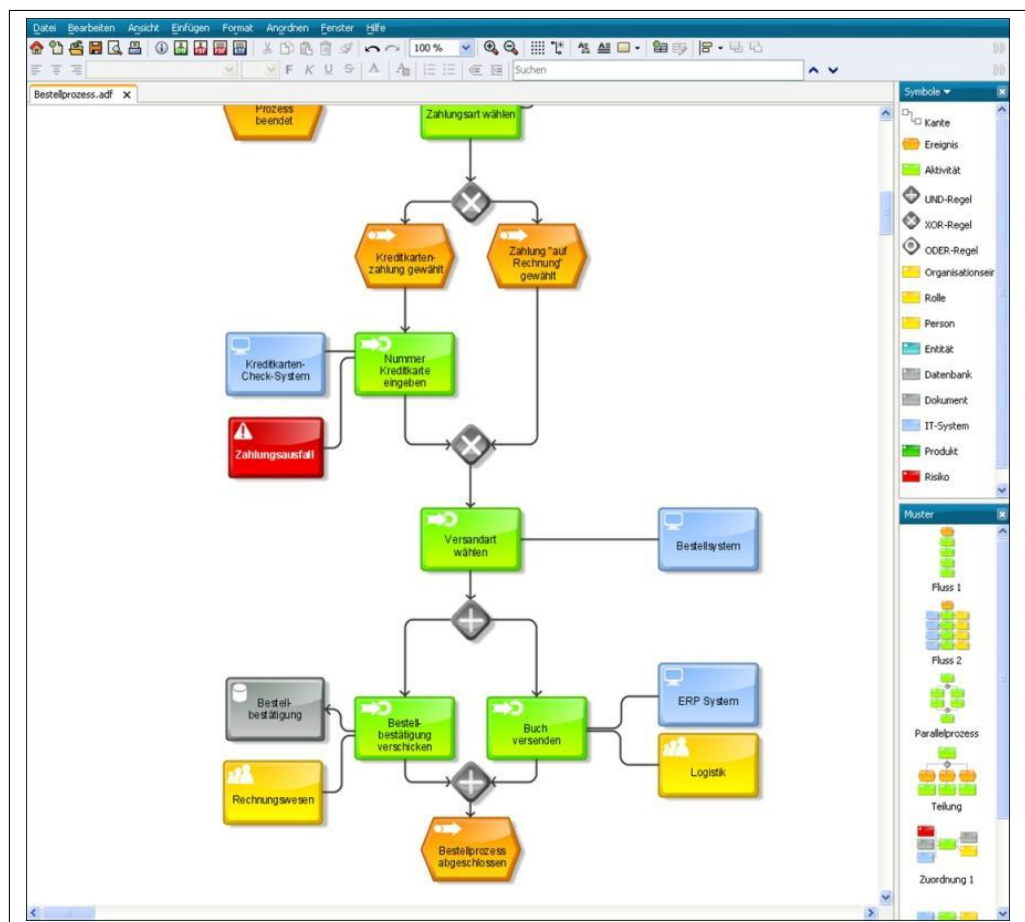 Datei Bearbeiten Ansicht Einfügen Format Anordnen Fenster Hilfe
100 %
F K U S A
Suchen
Bestellprozess.adf
Prozess
beendet
Zahlungsart wählen
Kreditkarten-
zahlung gewählt
Zahlung "auf
Rechnung"
gewählt
Kreditkarten-
Check-System
Nummer
Kreditkarte
eingeben
Zahlungsausfall
Versandart
wählen
Bestellsystem
Bestell-
bestätigung
Bestell-
bestätigung
verschicken
Buch
versenden
ERP System
Rechnungswesen
Logistik
Bestellprozess
abgeschlossen
Symbole
Kante
Ereignis
Aktivität
UND-Regel
XOR-Regel
ODER-Regel
Organisationseir
Rolle
Person
Entität
Datenbank
Dokument
IT-System
Produkt
Risiko
Muster
Fluss 1
Fluss 2
Parallelprozess
Teilung
Zuordnung 1